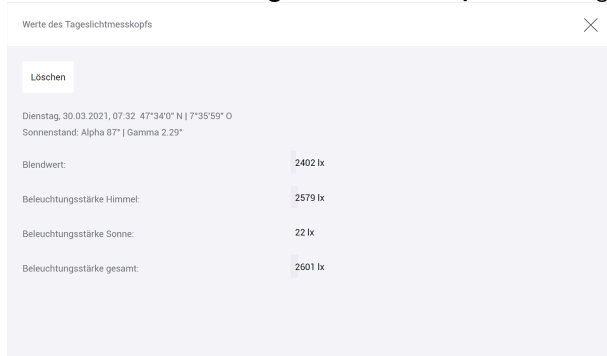 Werte des Tageslichtmesskopfs
Löschen
Dienstag, 30.03.2021, 07:32 47°34'0" N | 7°35'59" O
Sonnenstand: Alpha 87° | Gamma 2.29°
Blendwert: 2402 lx
Beleuchtungsstärke Himmel: 2579 lx
Beleuchtungsstärke Sonne: 22 lx
Beleuchtungsstärke gesamt: 2601 lx